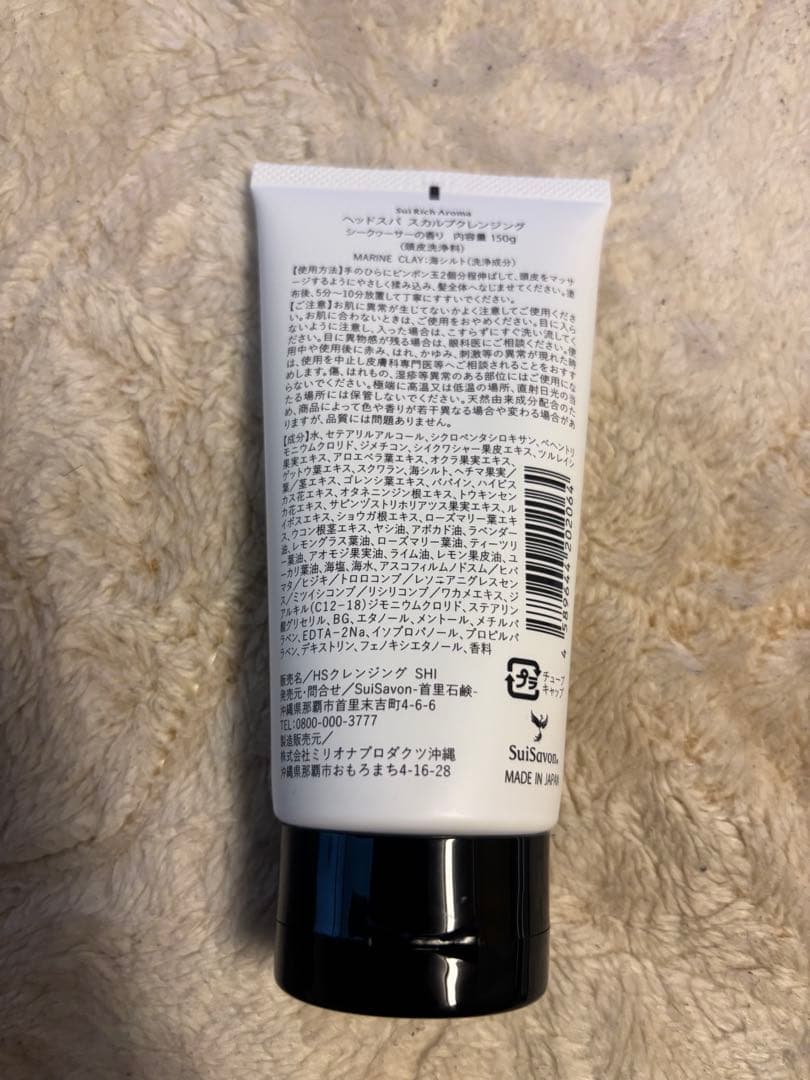 Sui Rich Aroma
ヘッドスパ スカルプクレンジング
シークヮーサーの香り 内容量 150g
(頭皮洗浄料)
MARINE CLAY:海シルト(洗浄成分)
【使用方法】手のひらにピンポン玉2個分程伸ばして、頭皮をマッサ
ージするようにやさしく揉み込み、髪全体へなじませてください。塗
布後、5分〜10分放置して丁寧にすすいでください。
【ご注意】お肌に異常が生じてないかよく注意してご使用くださ
い。お肌に合わないときは、ご使用をおやめください。目に入ら
ないように注意し、入った場合は、こすらずにすぐ洗い流してく
ださい。目に異物感が残る場合は、眼科医にご相談ください。使
用中や使用後に赤み、はれ、かゆみ、刺激等の異常が現れた時
は、使用を中止し皮膚科専門医等へご相談されることをおすす
めします。傷、はれもの、湿疹等異常のある部位にはご使用にな
らないでください。極端に高温又は低温の場所、直射日光の当
たる場所には保管しないでください。天然由来成分配合のた
め、商品によって色や香りが若干異なる場合や変わる場合があ
りますが、品質には問題ありません。
【成分】水、セテアリルアルコール、シクロペンタシロキサン、ベヘントリ
モニウムクロリド、ジメチコン、シイクワシャー果皮エキス、ツルレイシ
果実エキス、アロエベラ葉エキス、オクラ果実エキス、
ゲットウ葉エキス、スクワラン、海シルト、ヘチマ果実/
葉/茎エキス、ゴレンシ葉エキス、パパイン、ハイビス
カス花エキス、オタネニンジン根エキス、トウキンセン
カ花エキス、サピンヅストリホリアツス果実エキス、ル
イボスエキス、ショウガ根エキス、ローズマリー葉エキ
ス、ウコン根茎エキス、ヤシ油、アボカド油、ラベンダー
油、レモングラス葉油、ローズマリー葉油、ティーツリ
ー葉油、アオモジ果実油、ライム油、レモン果皮油、ユ
ーカリ葉油、海塩、海水、アスコフィルムノドスム/ヒバ
マタ/ヒジキ/トロロコンブ/レソニアニグレスセン
ス/ミツイシコンブ/リシリコンブ/ワカメエキス、ジ
アルキル(C12-18)ジモニウムクロリド、ステアリン
酸グリセリル、BG、エタノール、メントール、メチルパ
ラベン、EDTA-2Na、イソプロパノール、プロピルパ
ラベン、デキストリン、フェノキシエタノール、香料
4 589644 202064
販売名/HSクレンジング SHI
発売元・問合せ/SuiSavon-首里石鹸-
沖縄県那覇市首里末吉町4-6-6
TEL:0800-000-3777
製造販売元/
株式会社ミリオナプロダクツ沖縄
沖縄県那覇市おもろまち4-16-28
プラ
チューブ
キャップ
SuiSavon®
MADE IN JAPAN